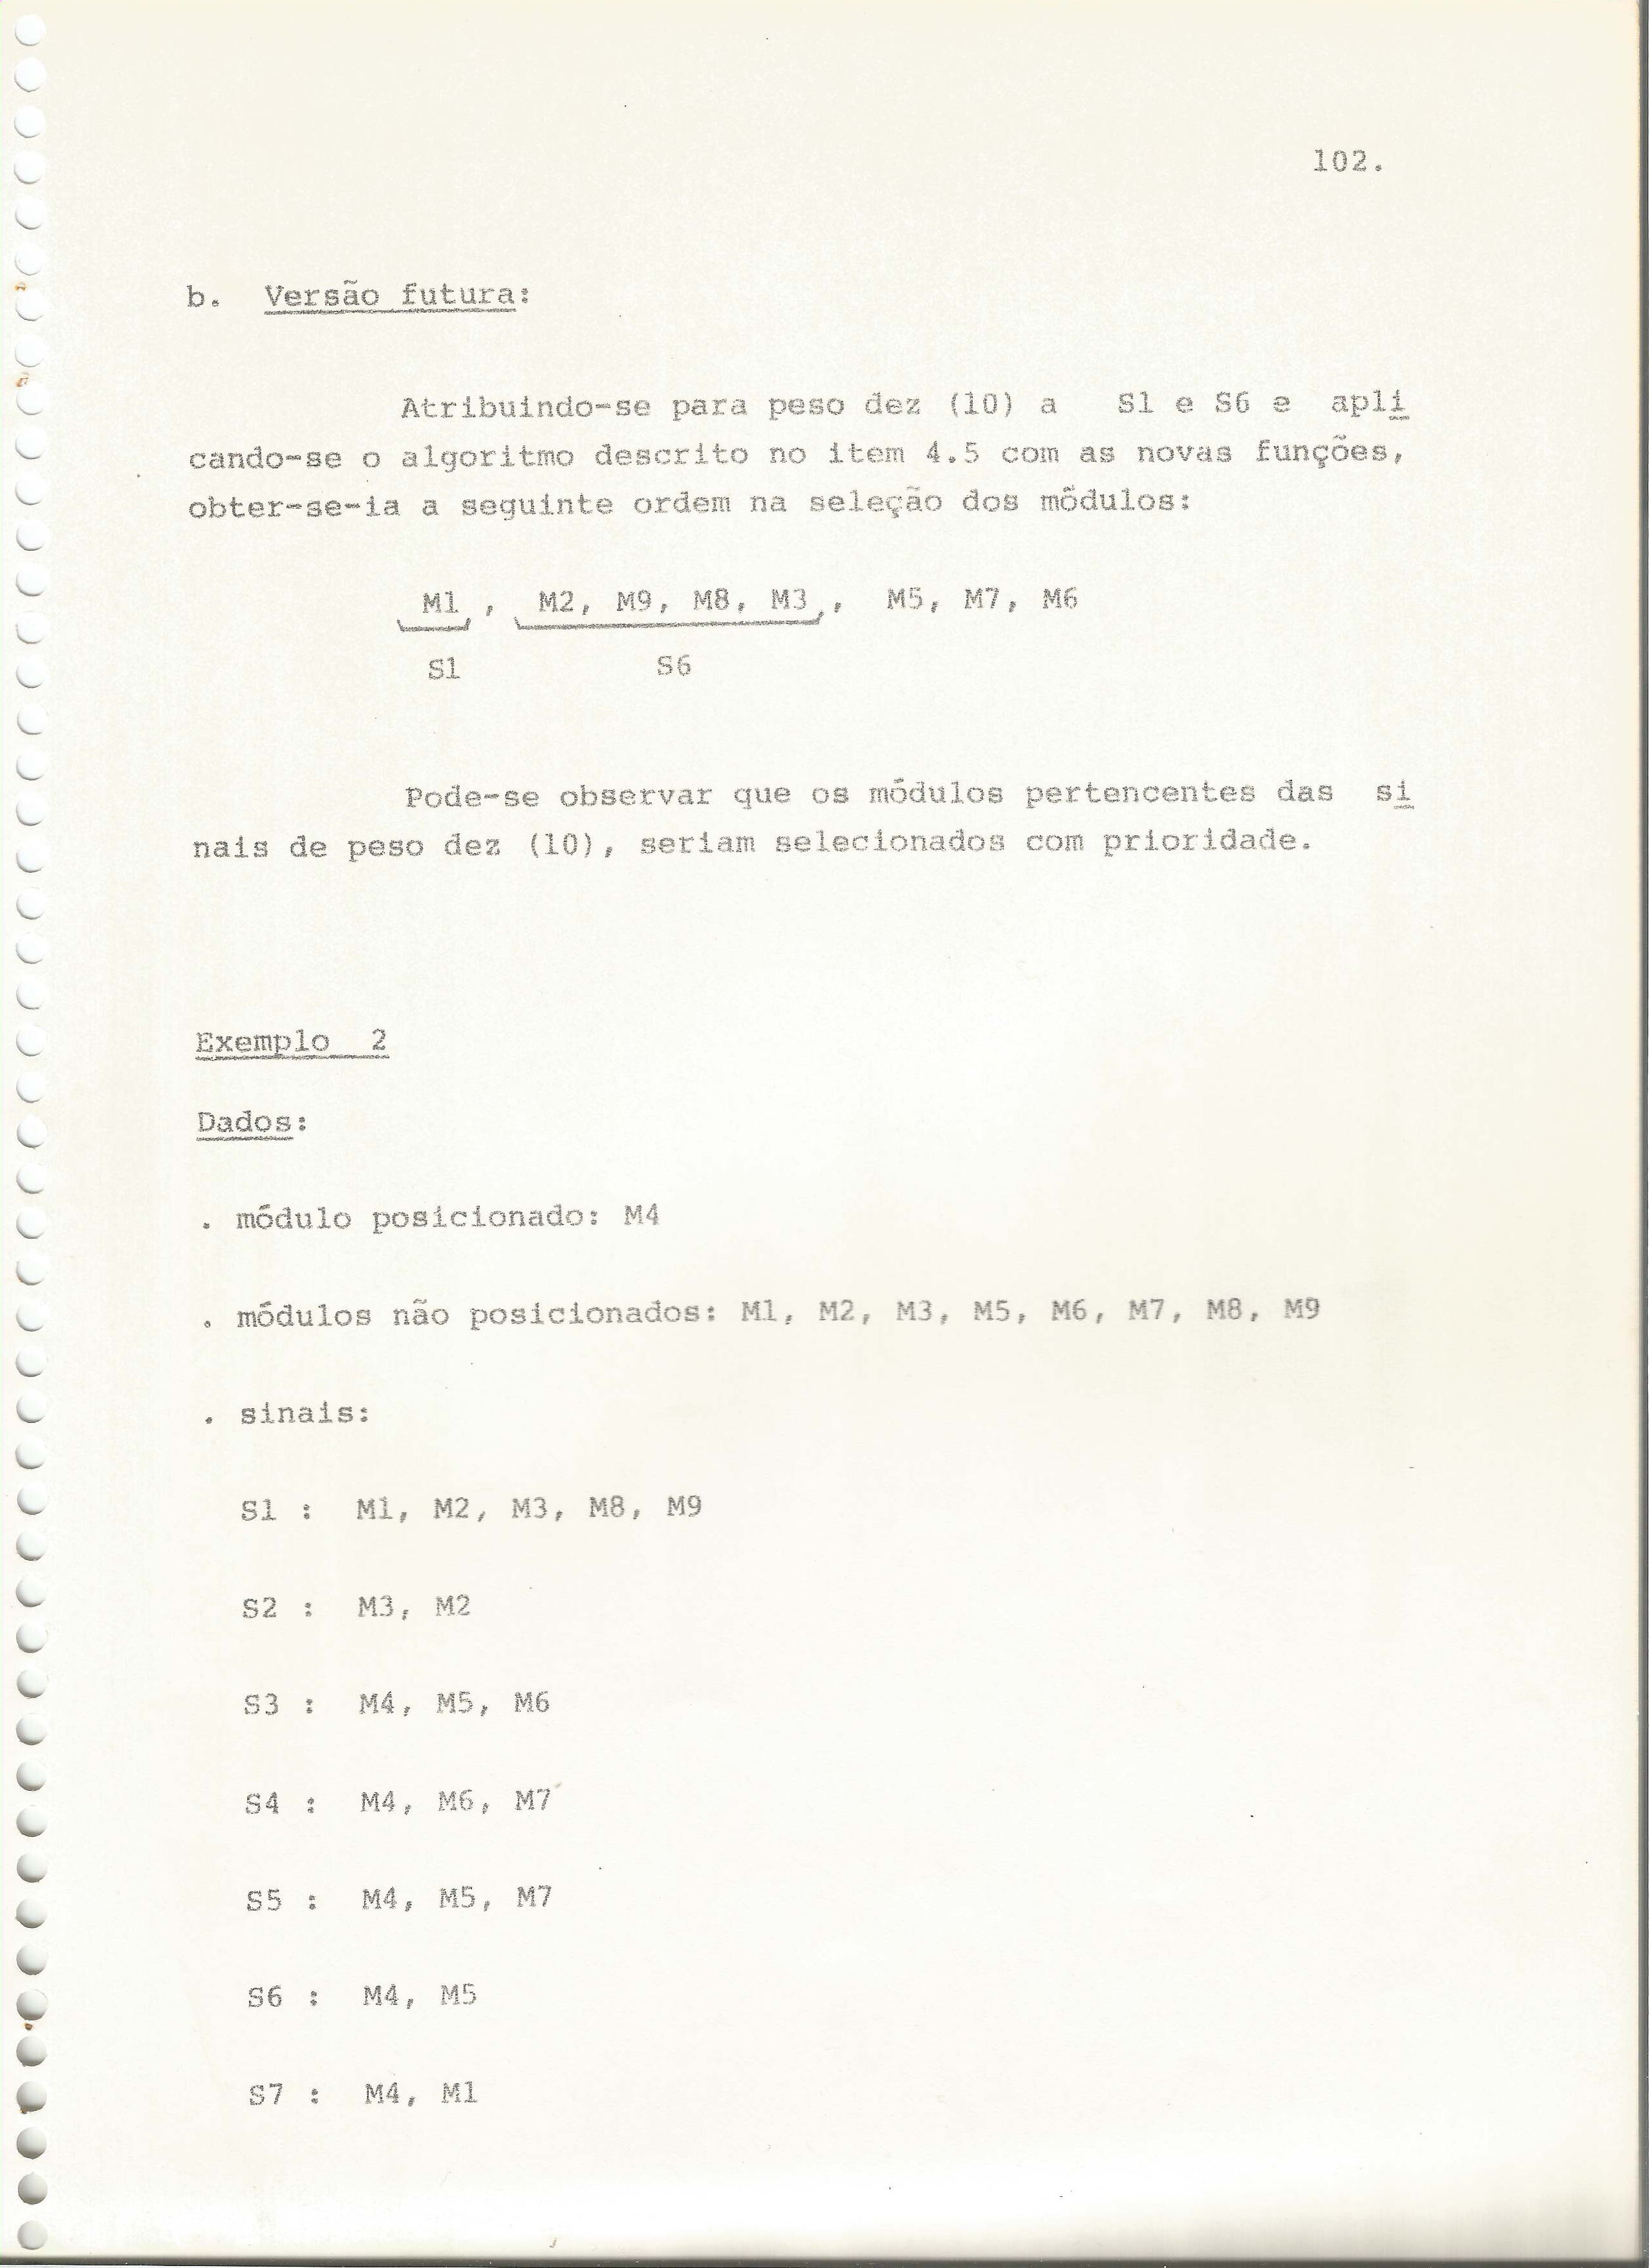 102.
b. Versão futura:
Atribuindo-se para peso dez (10) a S1 e S6 e apli
cando-se o algoritmo descrito no item 4.5 com as novas funções,
obter-se-ia a seguinte ordem na seleção dos módulos:
M1, M2, M9, M8, M3, M5, M7, M6
S1 S6
Pode-se observar que os módulos pertencentes das si
nais de peso dez (10), seriam selecionados com prioridade.
Exemplo 2
Dados:
. módulo posicionado: M4
. módulos não posicionados: M1, M2, M3, M5, M6, M7, M8, M9
. sinais:
S1 : M1, M2, M3, M8, M9
S2 : M3, M2
S3 : M4, M5, M6
S4 : M4, M6, M7
S5 : M4, M5, M7
S6 : M4, M5
S7 : M4, M1